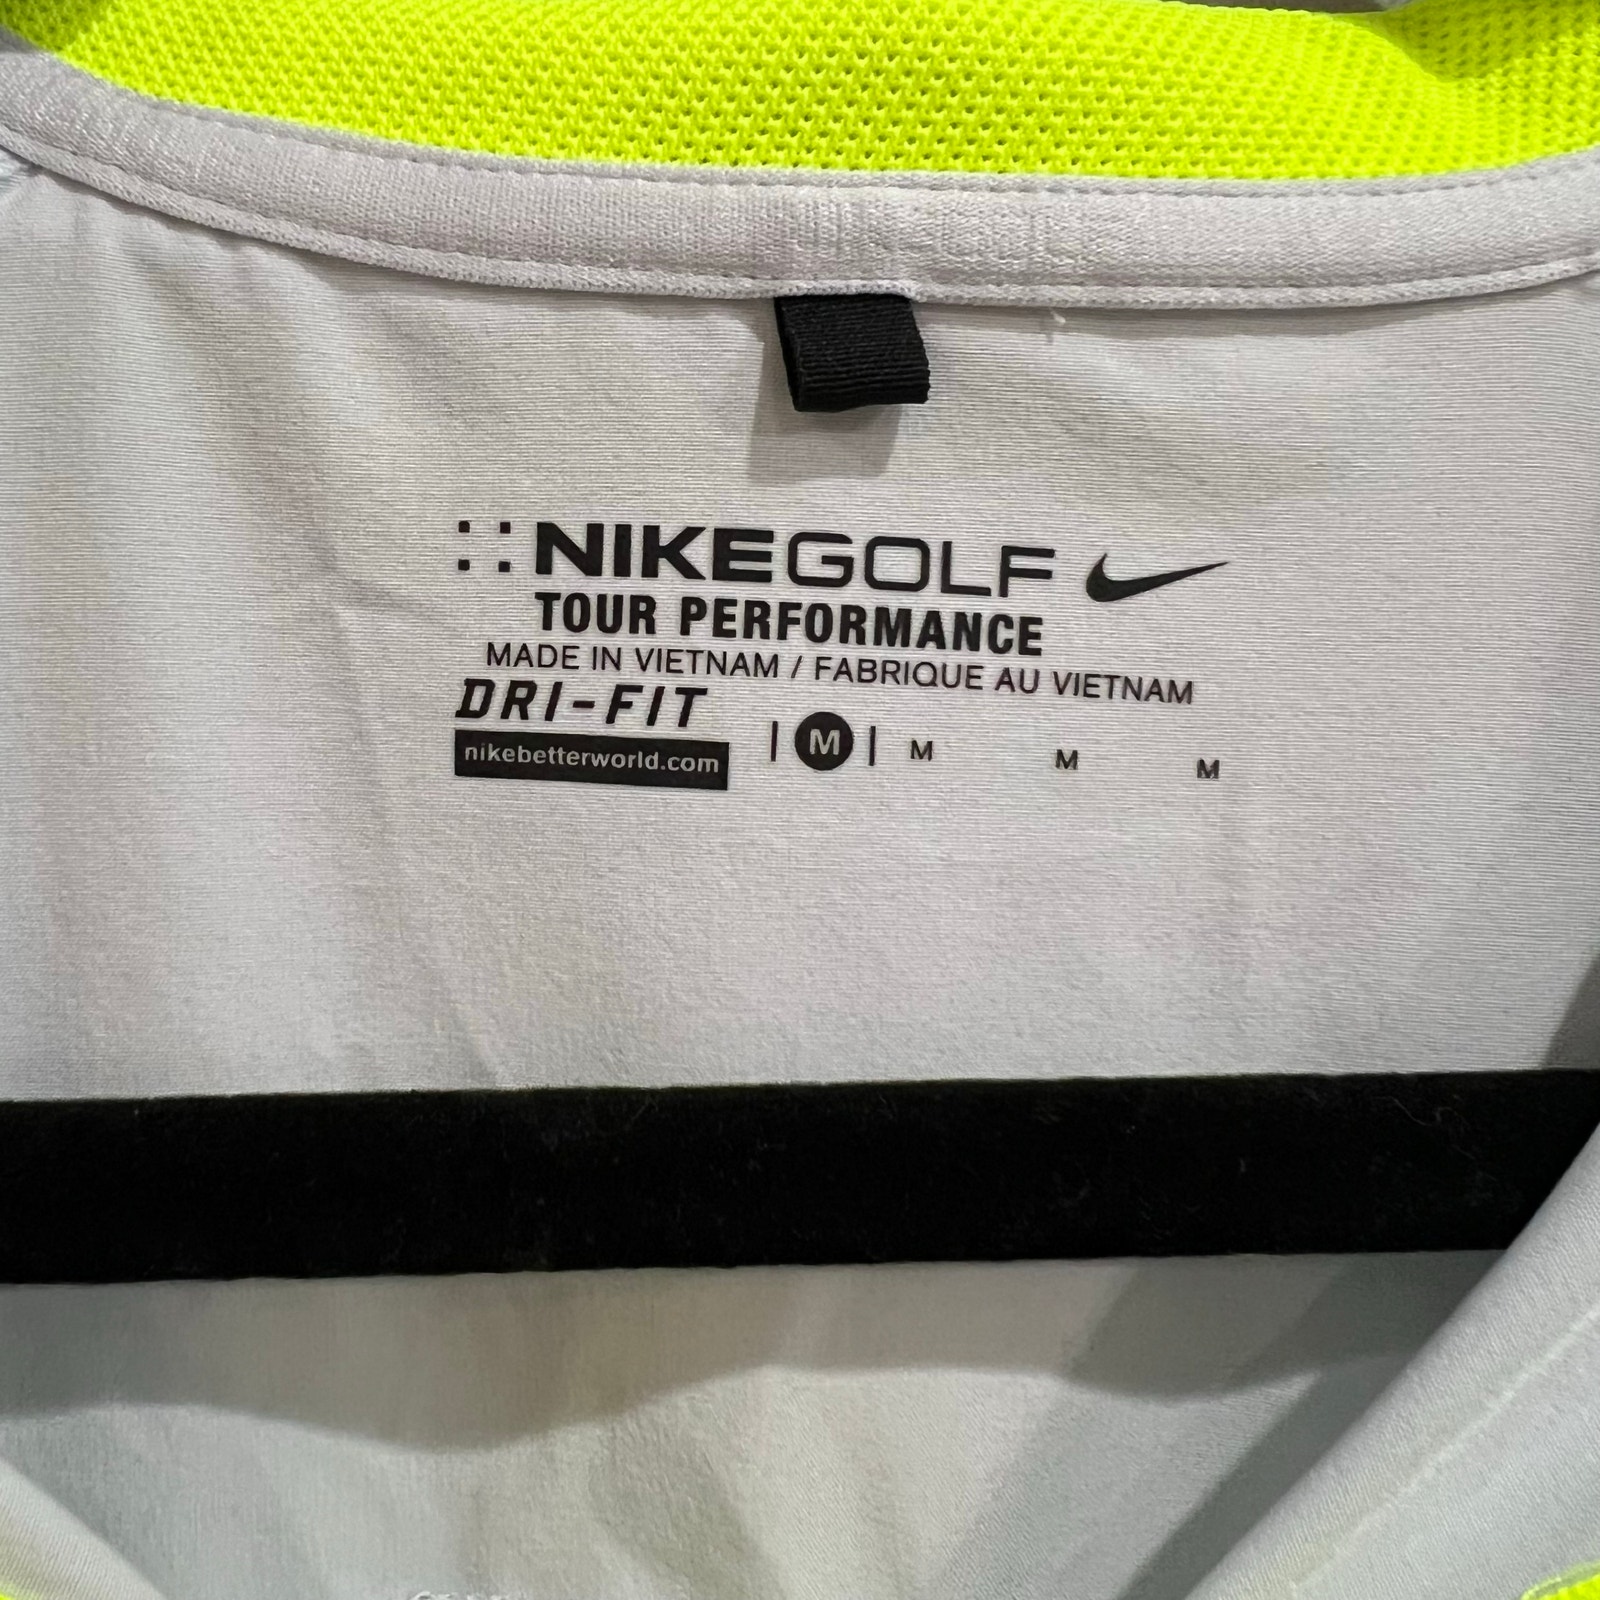 NIKEGOLF
TOUR PERFORMANCE
MADE IN VIETNAM / FABRIQUE AU VIETNAM
DRI-FIT
nikebetterworld.com
| M | M M M